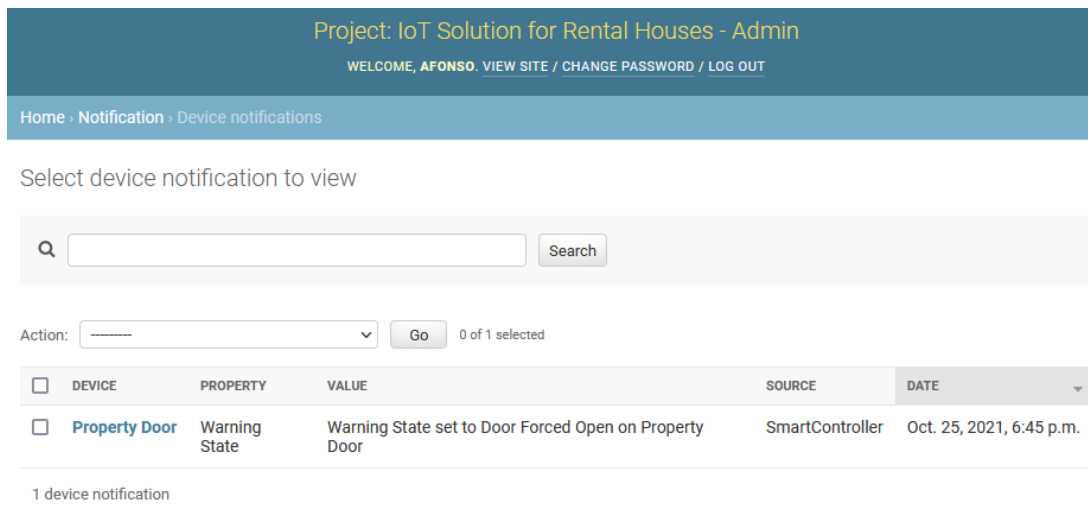 Project: IoT Solution for Rental Houses - Admin
WELCOME, AFONSO. VIEW SITE / CHANGE PASSWORD / LOG OUT
Home › Notification › Device notifications
Select device notification to view
Search
Action: --------- Go 0 of 1 selected
DEVICE PROPERTY VALUE SOURCE DATE
Property Door Warning Warning State set to Door Forced Open on Property SmartController Oct. 25, 2021, 6:45 p.m.
State Door
1 device notification